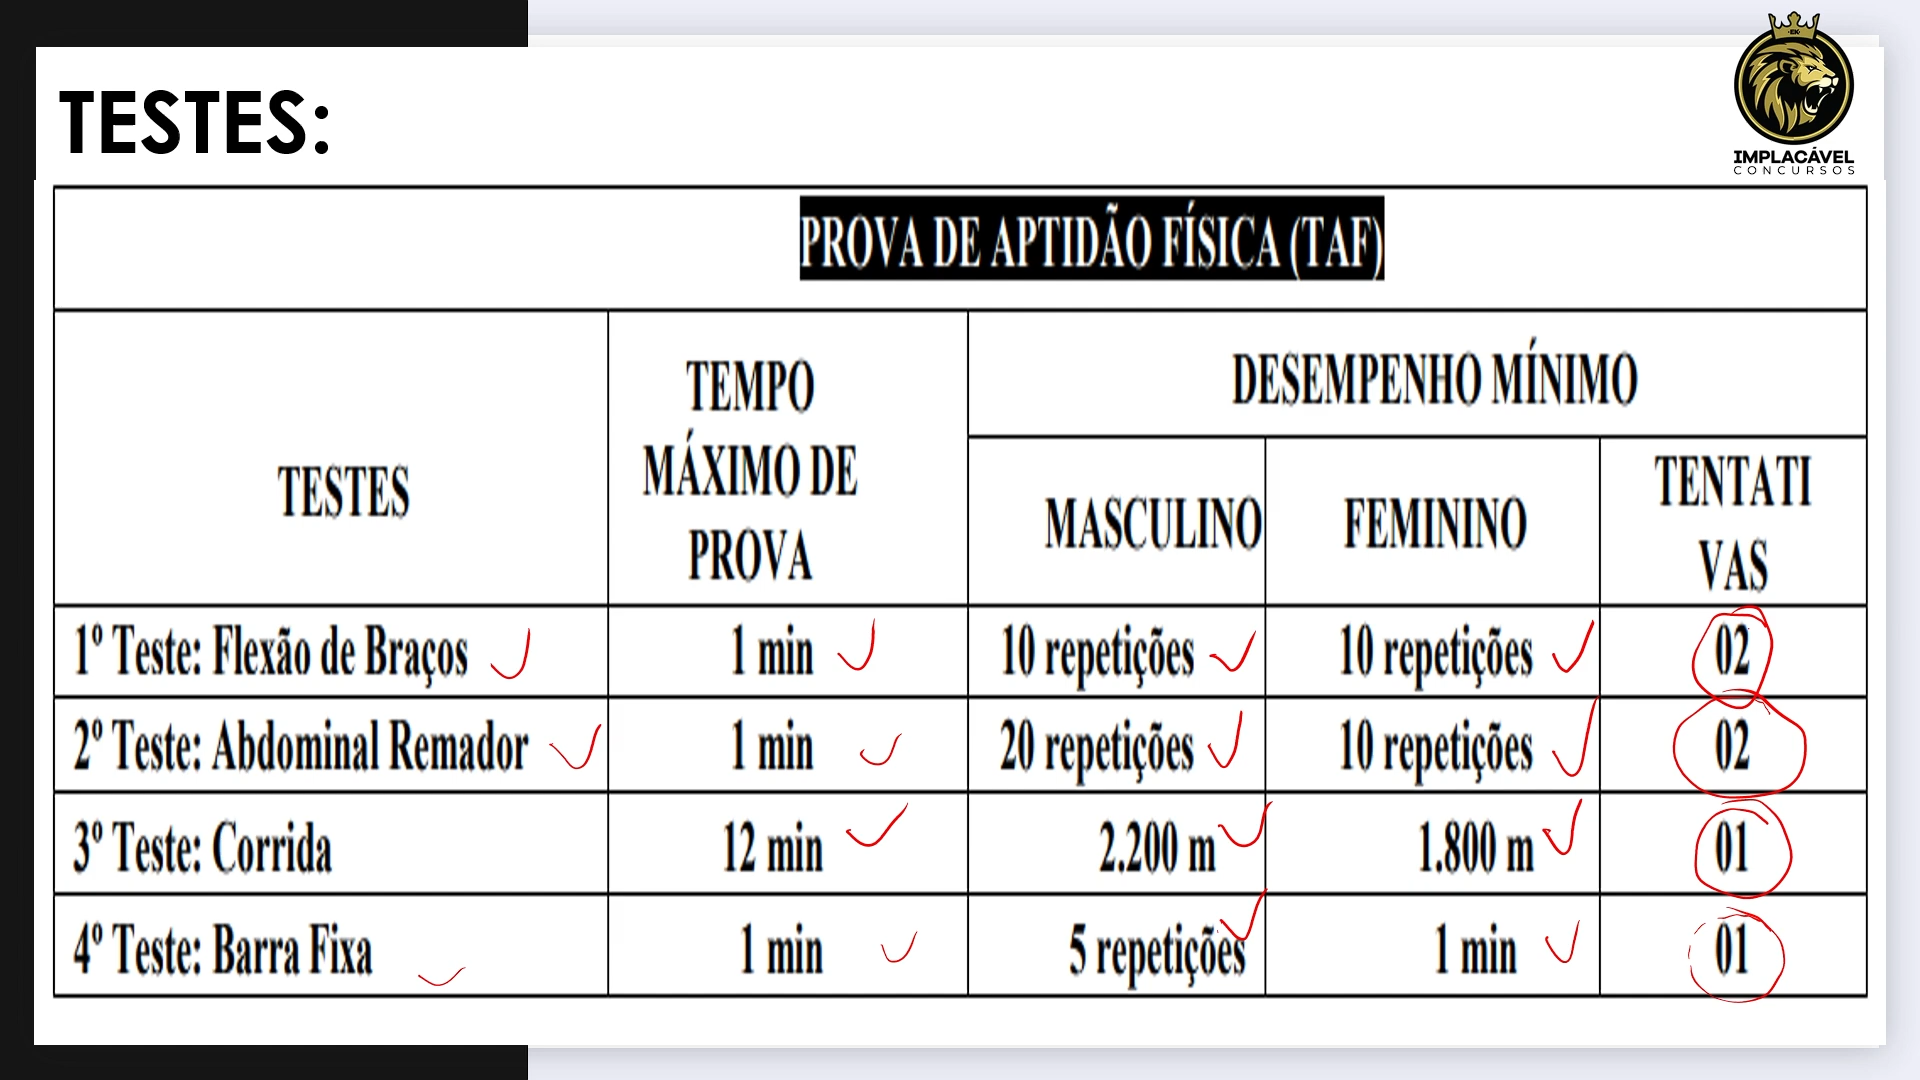 EK
IMPLACÁVEL
CONCURSOS
TESTES:
PROVA DE APTIDÃO FÍSICA (TAF)
TESTES
TEMPO
MÁXIMO DE
PROVA
DESEMPENHO MÍNIMO
MASCULINO
FEMININO
TENTATI
VAS
1º Teste: Flexão de Braços 1 min 10 repetições 10 repetições 02
2º Teste: Abdominal Remador 1 min 20 repetições 10 repetições 02
3º Teste: Corrida 12 min 2.200 m 1.800 m 01
4º Teste: Barra Fixa 1 min 5 repetições 1 min 01